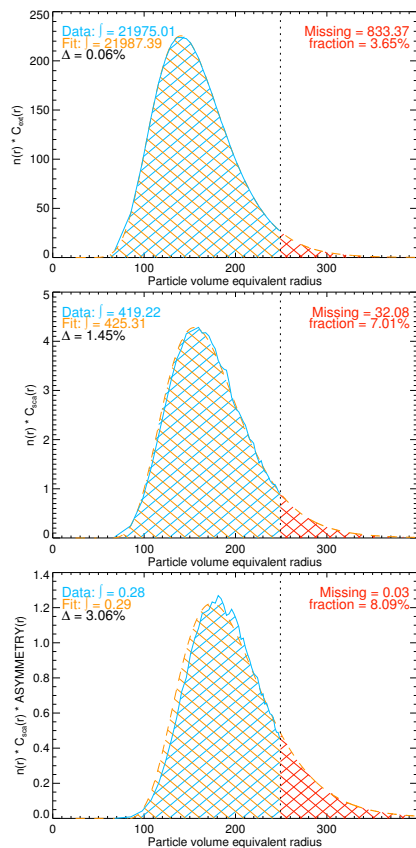 250
200
150
100
50
0
Data: ∫ = 21975.01
Fit: ∫ = 21987.39
Δ = 0.06%
Missing = 833.37
fraction = 3.65%
n(r) * Cext(r)
0 100 200 300
Particle volume equivalent radius
5
4
3
2
1
0
Data: ∫ = 419.22
Fit: ∫ = 425.31
Δ = 1.45%
Missing = 32.08
fraction = 7.01%
n(r) * Csca(r)
0 100 200 300
Particle volume equivalent radius
1.4
1.2
1.0
0.8
0.6
0.4
0.2
0.0
Data: ∫ = 0.28
Fit: ∫ = 0.29
Δ = 3.06%
Missing = 0.03
fraction = 8.09%
n(r) * Csca(r) * ASYMMETRY(r)
0 100 200 300
Particle volume equivalent radius